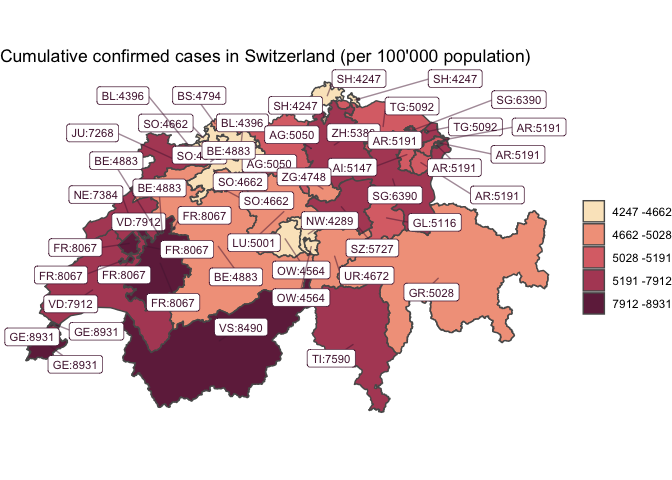 Cumulative confirmed cases in Switzerland (per 100'000 population)
SH:4247
SH:4247
BL:4396
BS:4794
SH:4247
SG:6390
TG:5092
SO:4662
BL:4396
JU:7268
AG:5050
TG:5092
AR:5191
AR:5191
BE:4883
AR:5191
BE:4883
AG:5050
AI:5147
AR:5191
ZG:4748
SO:4662
BE:4883
NE:7384
SG:6390
AR:5191
SO:4662
FR:8067
VD:7912
NW:4289
GL:5116
LU:5001
FR:8067
FR:8067
SZ:5727
OW:4564
FR:8067
FR:8067
BE:4883
UR:4672
GR:5028
OW:4564
VD:7912
FR:8067
VS:8490
GE:8931
GE:8931
TI:7590
GE:8931
4247 -4662
4662 -5028
5028 -5191
5191 -7912
7912 -8931